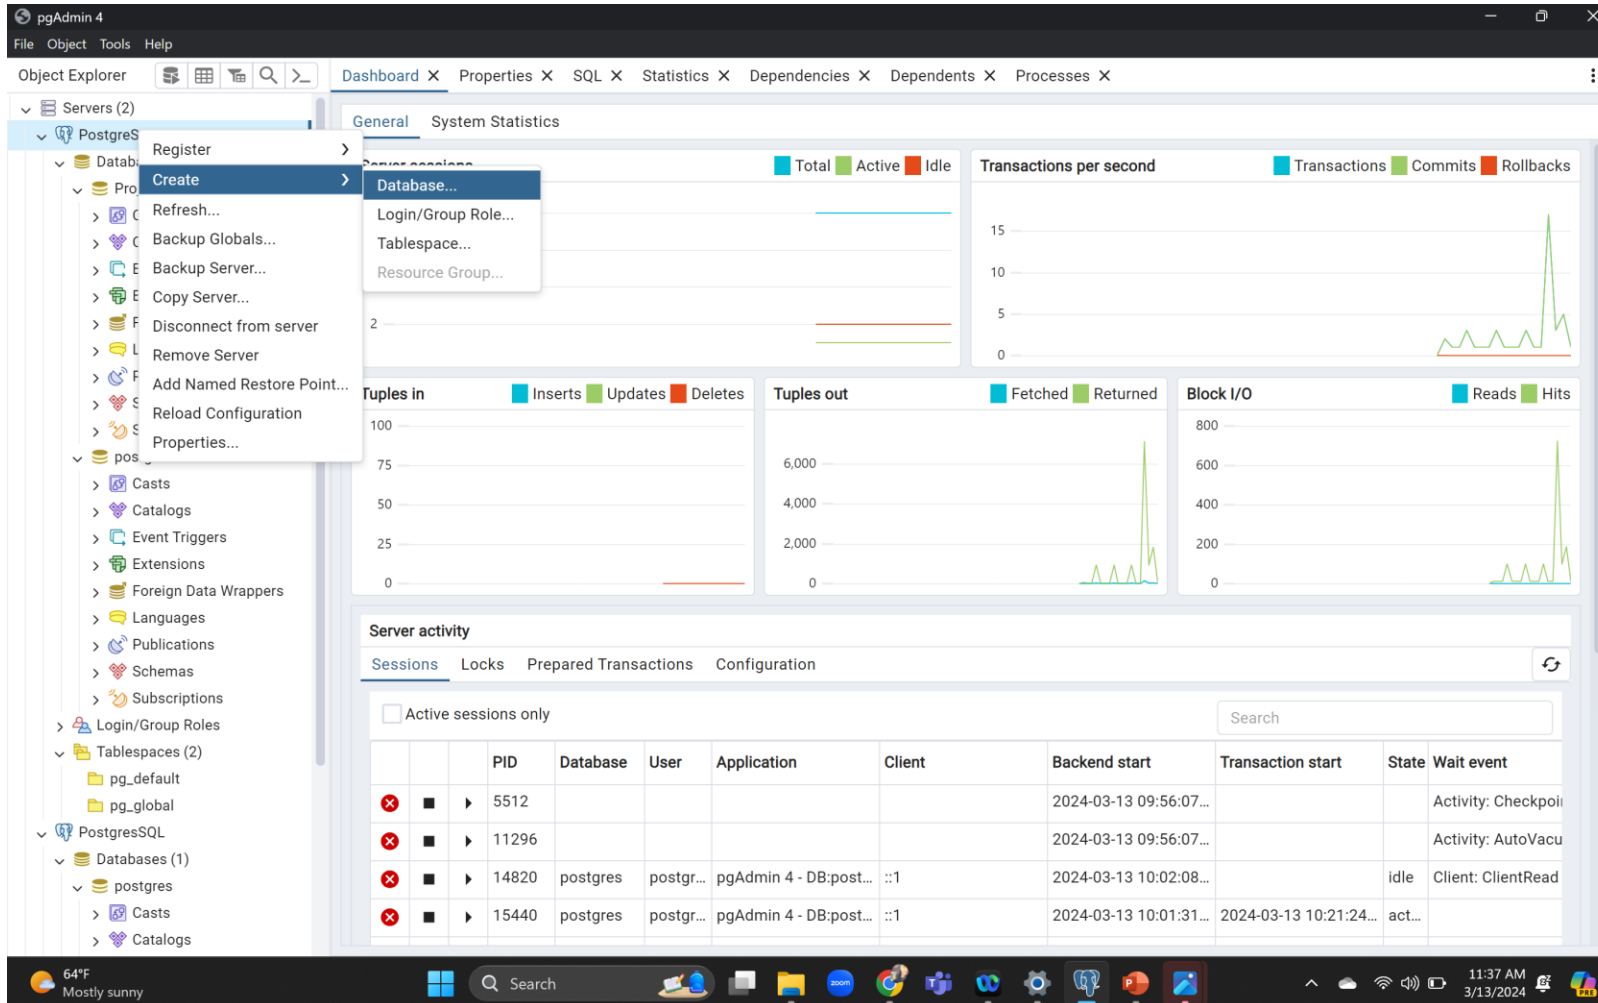 pgAdmin 4
File Object Tools Help
Object Explorer
Dashboard Properties SQL Statistics Dependencies Dependents Processes
Servers (2)
General System Statistics
PostgreS
Register
Server sessions
Total Active Idle
Transactions per second
Transactions Commits Rollbacks
Create
Database...
Refresh...
Login/Group Role...
Backup Globals...
Tablespace...
Backup Server...
Resource Group...
Copy Server...
Disconnect from server
Remove Server
Add Named Restore Point...
Reload Configuration
Properties...
2
15
10
5
0
Tuples in
Inserts Updates Deletes
100
75
50
25
0
Tuples out
Fetched Returned
6,000
4,000
2,000
0
Block I/O
Reads Hits
800
600
400
200
0
Casts
Catalogs
Event Triggers
Extensions
Foreign Data Wrappers
Languages
Publications
Schemas
Subscriptions
Login/Group Roles
Tablespaces (2)
pg_default
pg_global
PostgresSQL
Databases (1)
postgres
Casts
Catalogs
Server activity
Sessions Locks Prepared Transactions Configuration
Active sessions only
Search
PID Database User Application Client Backend start Transaction start State Wait event
5512 2024-03-13 09:56:07... Activity: Checkpoi
11296 2024-03-13 09:56:07... Activity: AutoVacu
14820 postgres postgr... pgAdmin 4 - DB:post... ::1 2024-03-13 10:02:08... idle Client: ClientRead
15440 postgres postgr... pgAdmin 4 - DB:post... ::1 2024-03-13 10:01:31... 2024-03-13 10:21:24... act...
64°F
Mostly sunny
Search
zoom
11:37 AM
3/13/2024
PRE